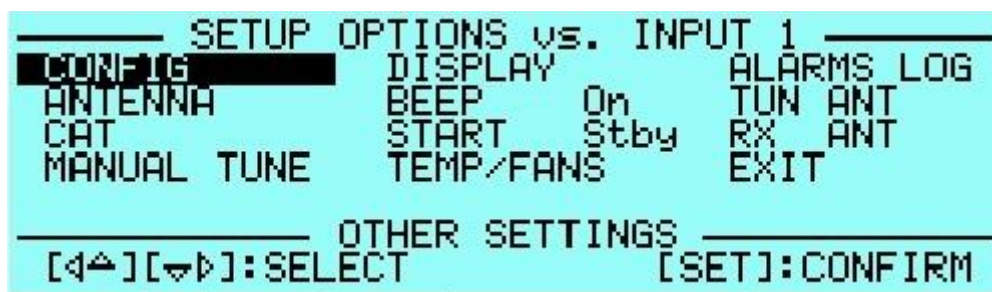 SETUP OPTIONS vs. INPUT 1
CONFIG DISPLAY ALARMS LOG
ANTENNA BEEP On TUN ANT
CAT START Stby RX ANT
MANUAL TUNE TEMP/FANS EXIT
OTHER SETTINGS
[◁△][▽▷]:SELECT [SET]:CONFIRM